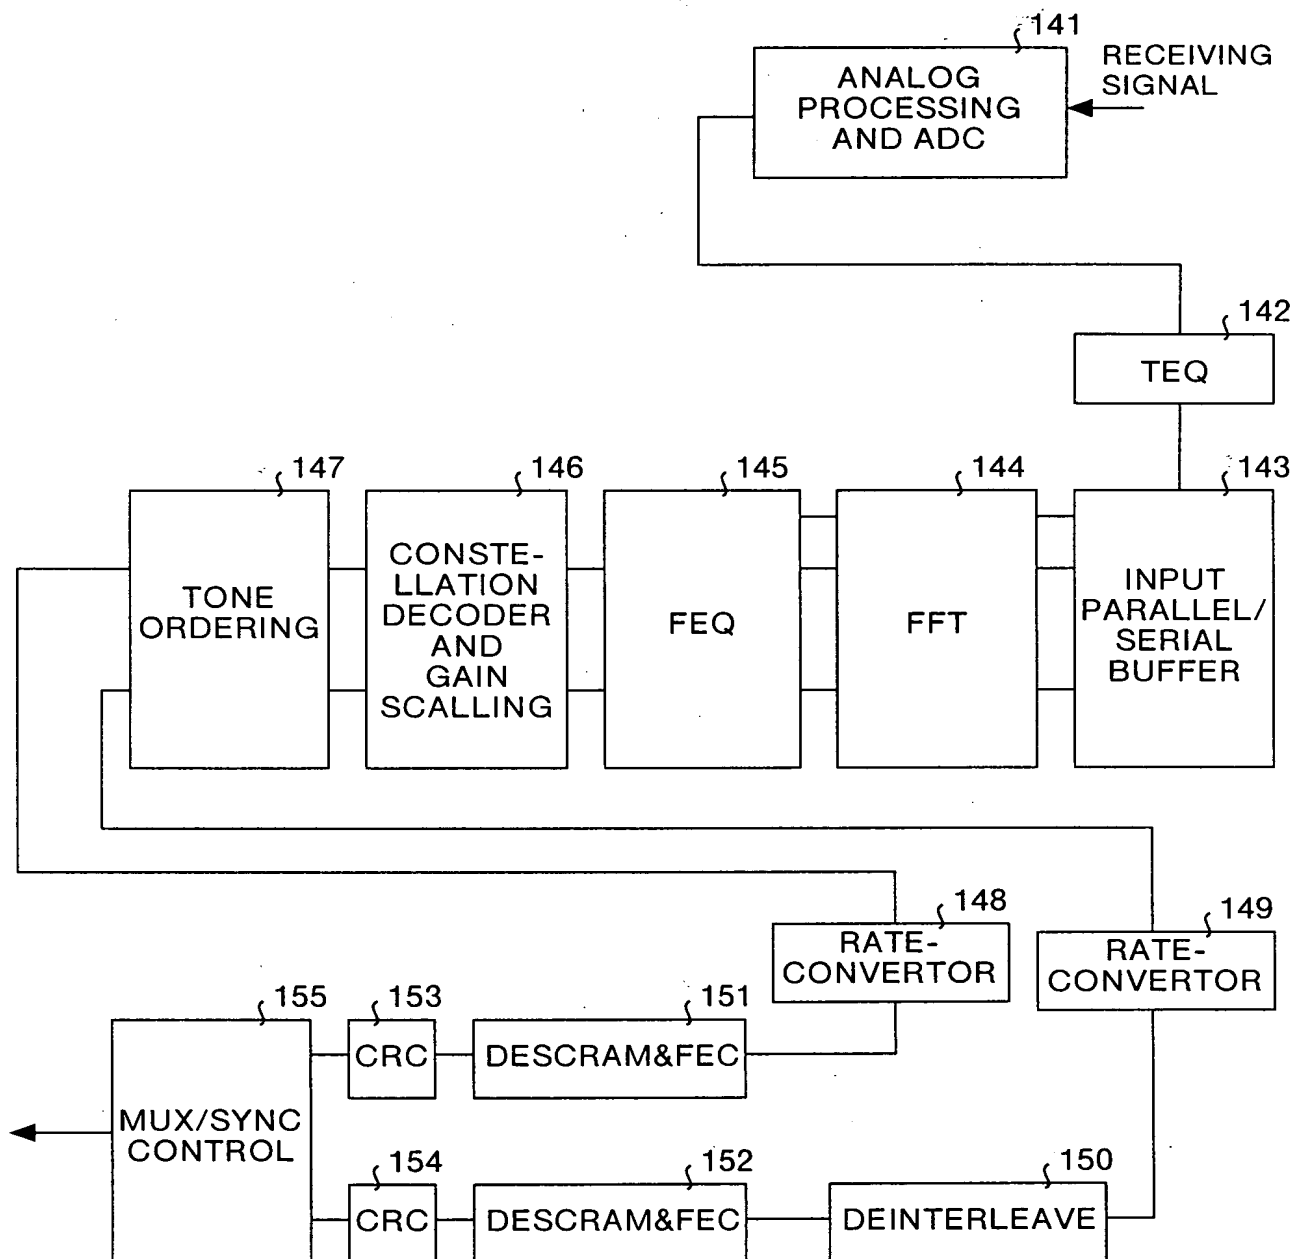 141
RECEIVING
SIGNAL
ANALOG
PROCESSING
AND ADC
142
TEQ
147
146
145
144
143
TONE
ORDERING
CONSTE-
LLATION
DECODER
AND
GAIN
SCALLING
FEQ
FFT
INPUT
PARALLEL/
SERIAL
BUFFER
148
RATE-
CONVERTOR
149
RATE-
CONVERTOR
155
153
151
CRC
DESCRAM&FEC
MUX/SYNC
CONTROL
154
152
150
CRC
DESCRAM&FEC
DEINTERLEAVE